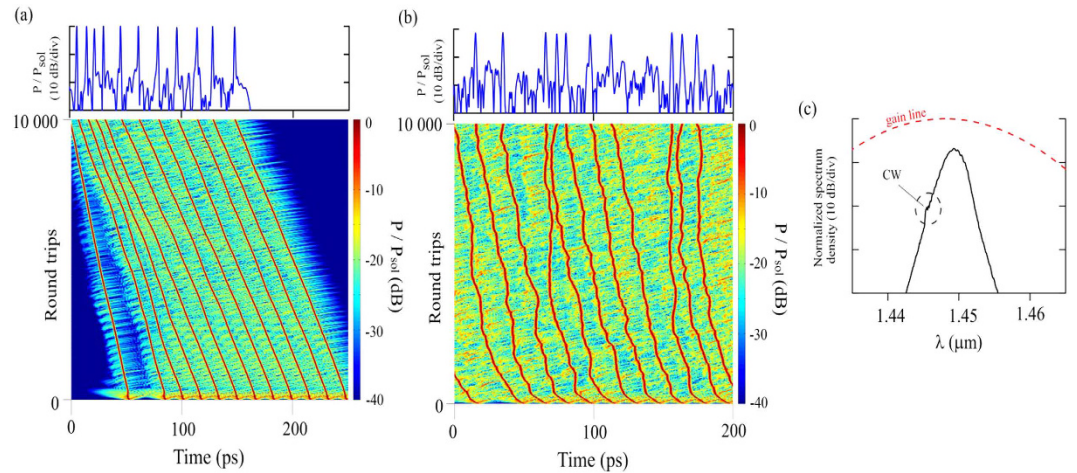 (a)
P / P_sol
(10 dB/div)
10 000
Round trips
0
0
100
200
Time (ps)
0
-10
-20
-30
-40
P / P_sol (dB)
(b)
P / P_sol
(10 dB/div)
10 000
Round trips
0
0
50
100
150
200
Time (ps)
0
-10
-20
-30
-40
P / P_sol (dB)
(c)
gain line
CW
Normalized spectrum
density (10 dB/div)
1.44
1.45
1.46
λ (μm)